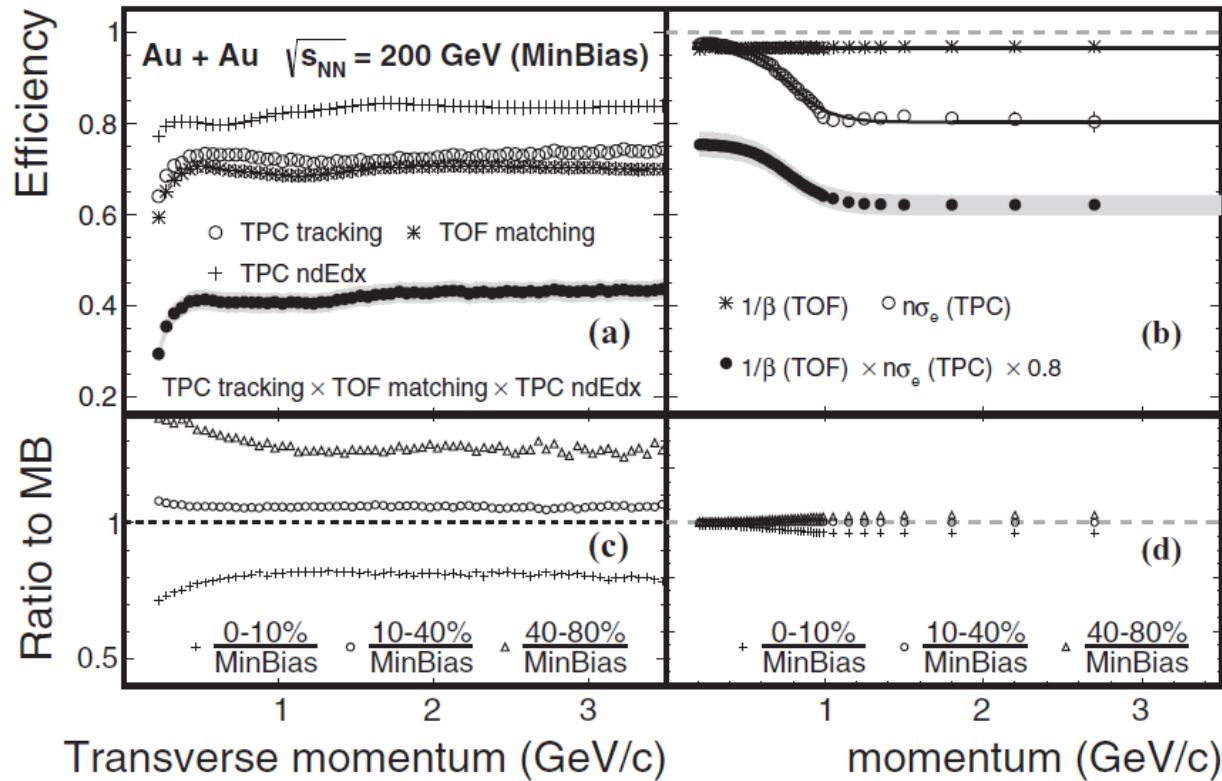 Efficiency
1
0.8
0.6
0.4
0.2
Au + Au √sNN = 200 GeV (MinBias)
TPC tracking TOF matching
TPC ndEdx
(a)
TPC tracking × TOF matching × TPC ndEdx
1/β (TOF) nσe (TPC)
(b)
1/β (TOF) × nσe (TPC) × 0.8
Ratio to MB
1
0.5
(c)
0-10% 10-40% 40-80%
MinBias MinBias MinBias
(d)
0-10% 10-40% 40-80%
MinBias MinBias MinBias
1 2 3
1 2 3
Transverse momentum (GeV/c)
momentum (GeV/c)